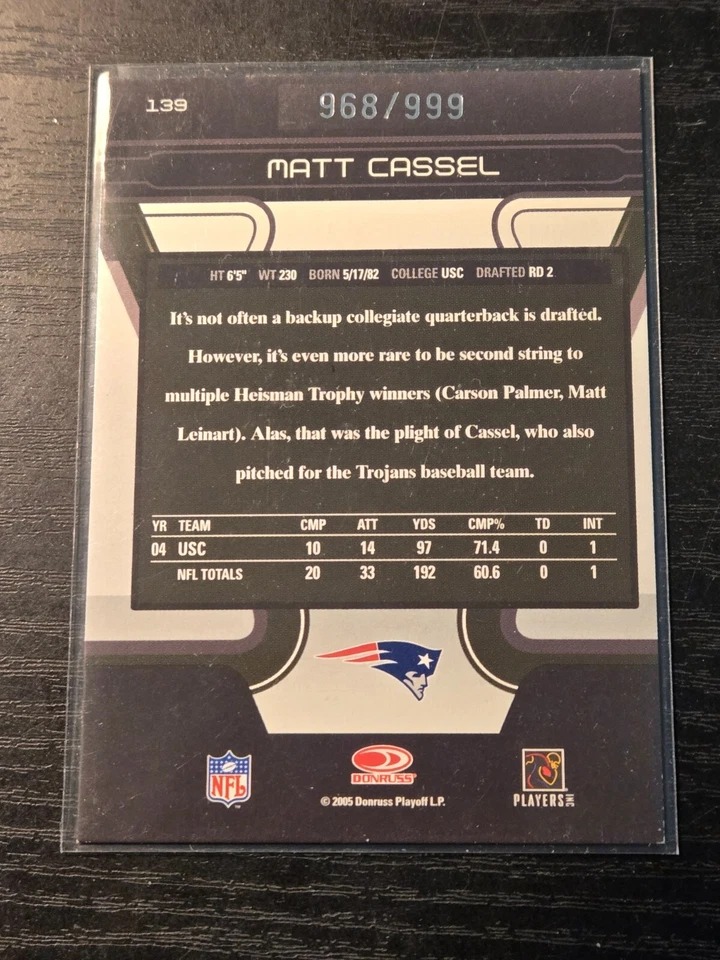 139
968/999
MATT CASSEL
HT 6'5" WT 230 BORN 5/17/82 COLLEGE USC DRAFTED RD 2
It's not often a backup collegiate quarterback is drafted.
However, it's even more rare to be second string to
multiple Heisman Trophy winners (Carson Palmer, Matt
Leinart). Alas, that was the plight of Cassel, who also
pitched for the Trojans baseball team.
YR TEAM CMP ATT YDS CMP% TD INT
04 USC 10 14 97 71.4 0 1
NFL TOTALS 20 33 192 60.6 0 1
NFL
DONRUSS
PLAYERS INC
© 2005 Donruss Playoff L.P.